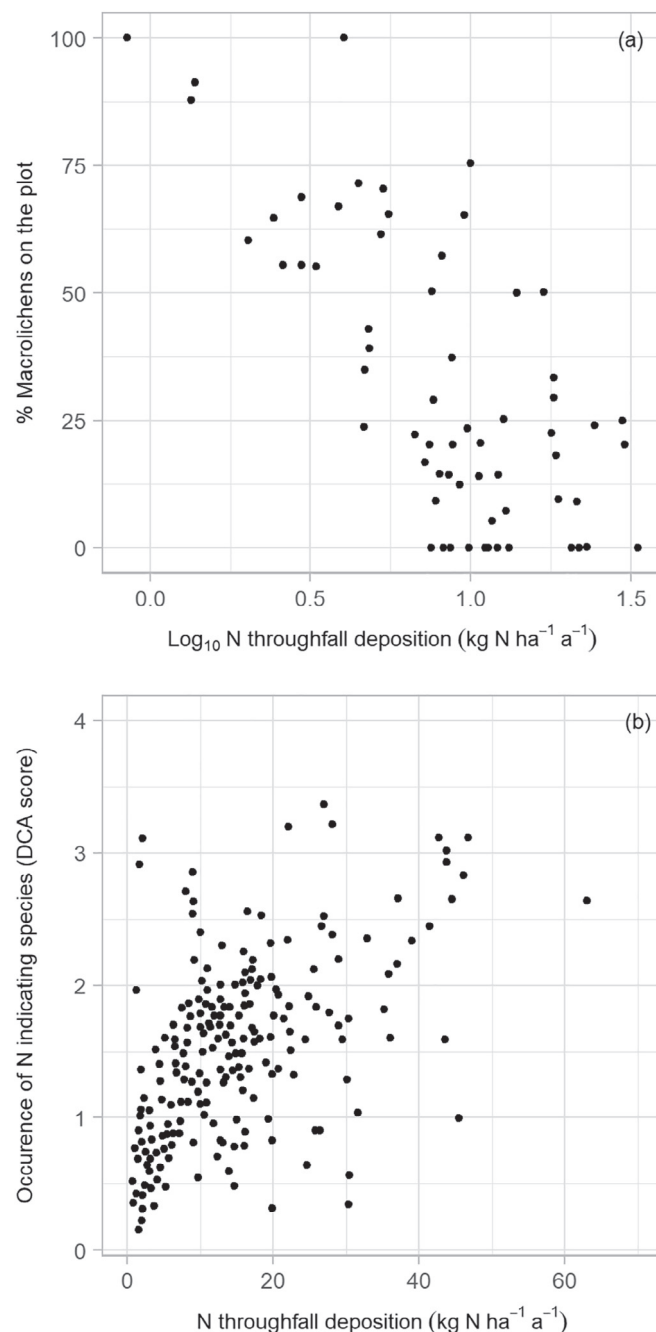 (a)
% Macrolichens on the plot
100
75
50
25
0
0.0 0.5 1.0 1.5
Log₁₀ N throughfall deposition (kg N ha⁻¹ a⁻¹)
(b)
Occurence of N indicating species (DCA score)
4
3
2
1
0
0 20 40 60
N throughfall deposition (kg N ha⁻¹ a⁻¹)